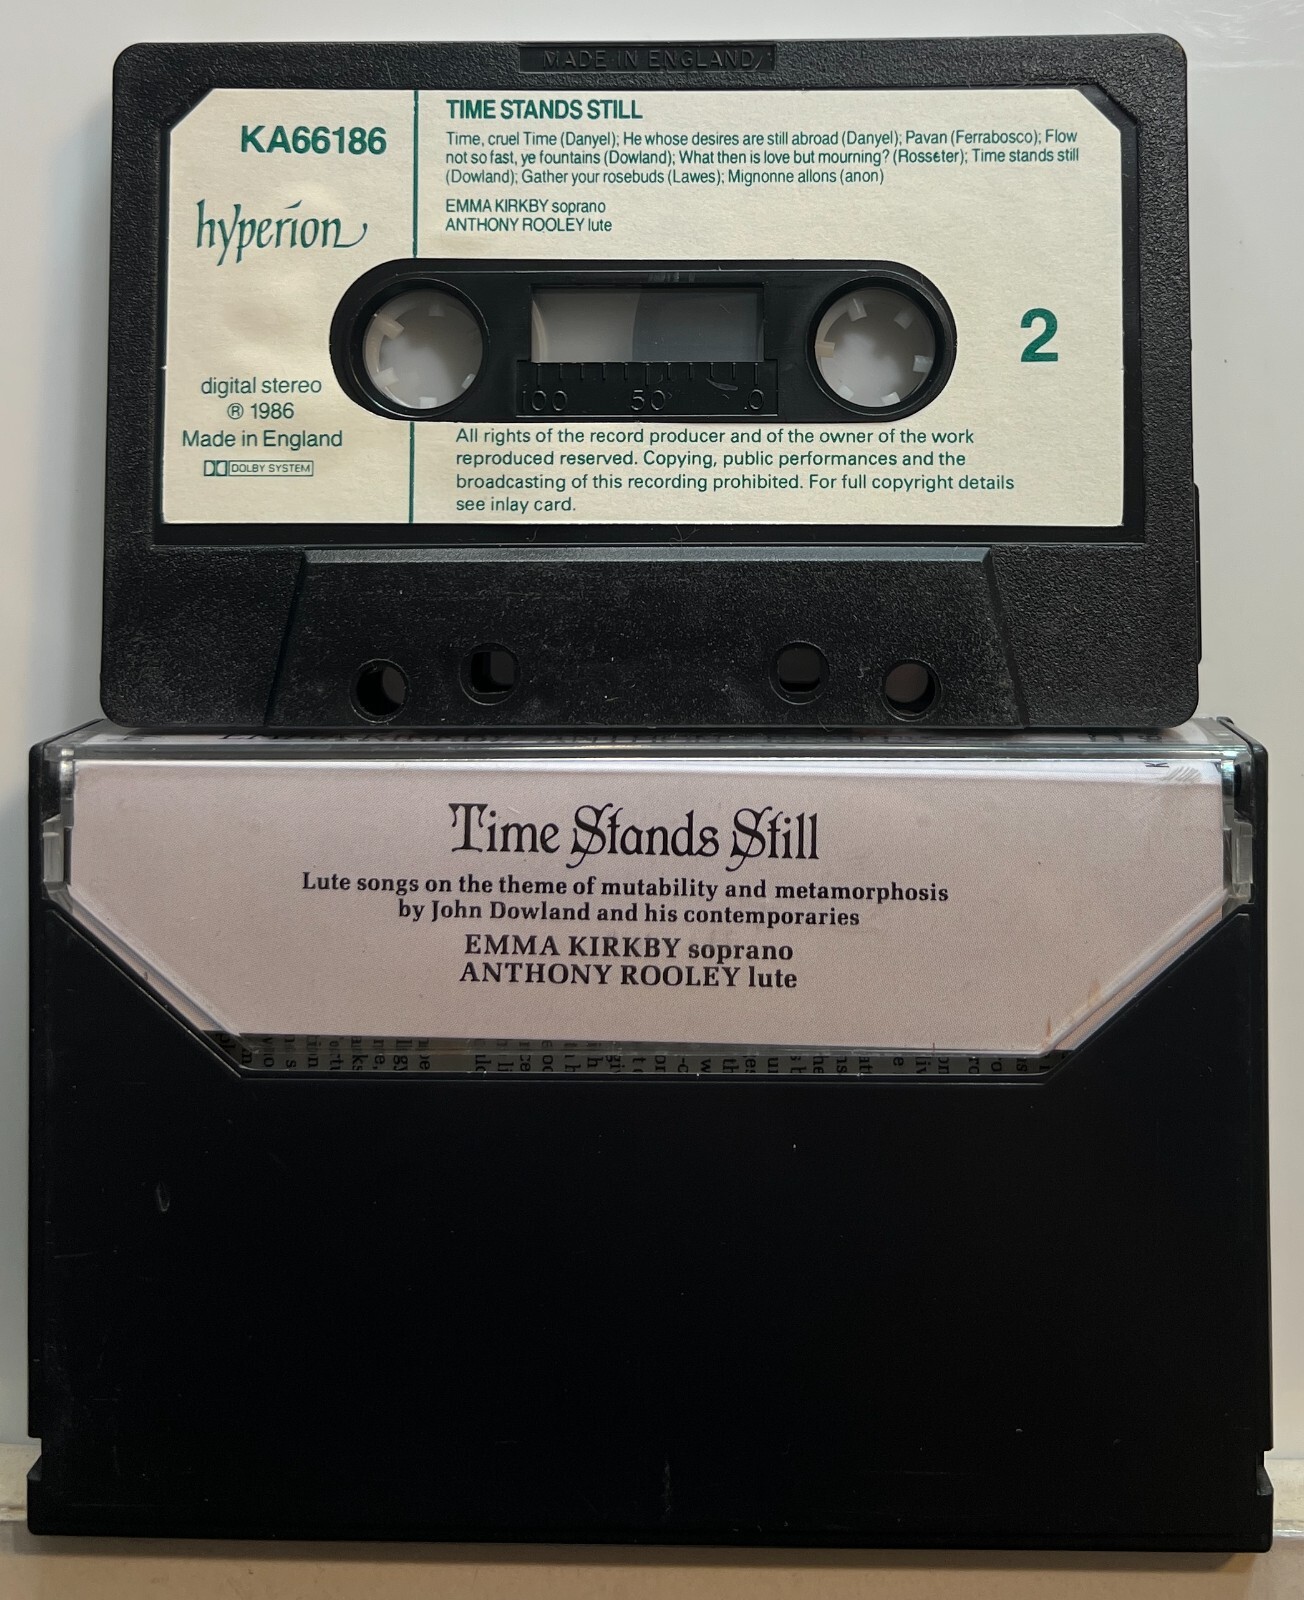 MADE IN ENGLAND
KA66186
hyperion
digital stereo
℗ 1986
Made in England
DOLBY SYSTEM
TIME STANDS STILL
Time, cruel Time (Danyel); He whose desires are still abroad (Danyel); Pavan (Ferrabosco); Flow
not so fast, ye fountains (Dowland); What then is love but mourning? (Rosseter); Time stands still
(Dowland); Gather your rosebuds (Lawes); Mignonne allons (anon)
EMMA KIRKBY soprano
ANTHONY ROOLEY lute
2
100 50 0
All rights of the record producer and of the owner of the work
reproduced reserved. Copying, public performances and the
broadcasting of this recording prohibited. For full copyright details
see inlay card.
Time Stands Still
Lute songs on the theme of mutability and metamorphosis
by John Dowland and his contemporaries
EMMA KIRKBY soprano
ANTHONY ROOLEY lute